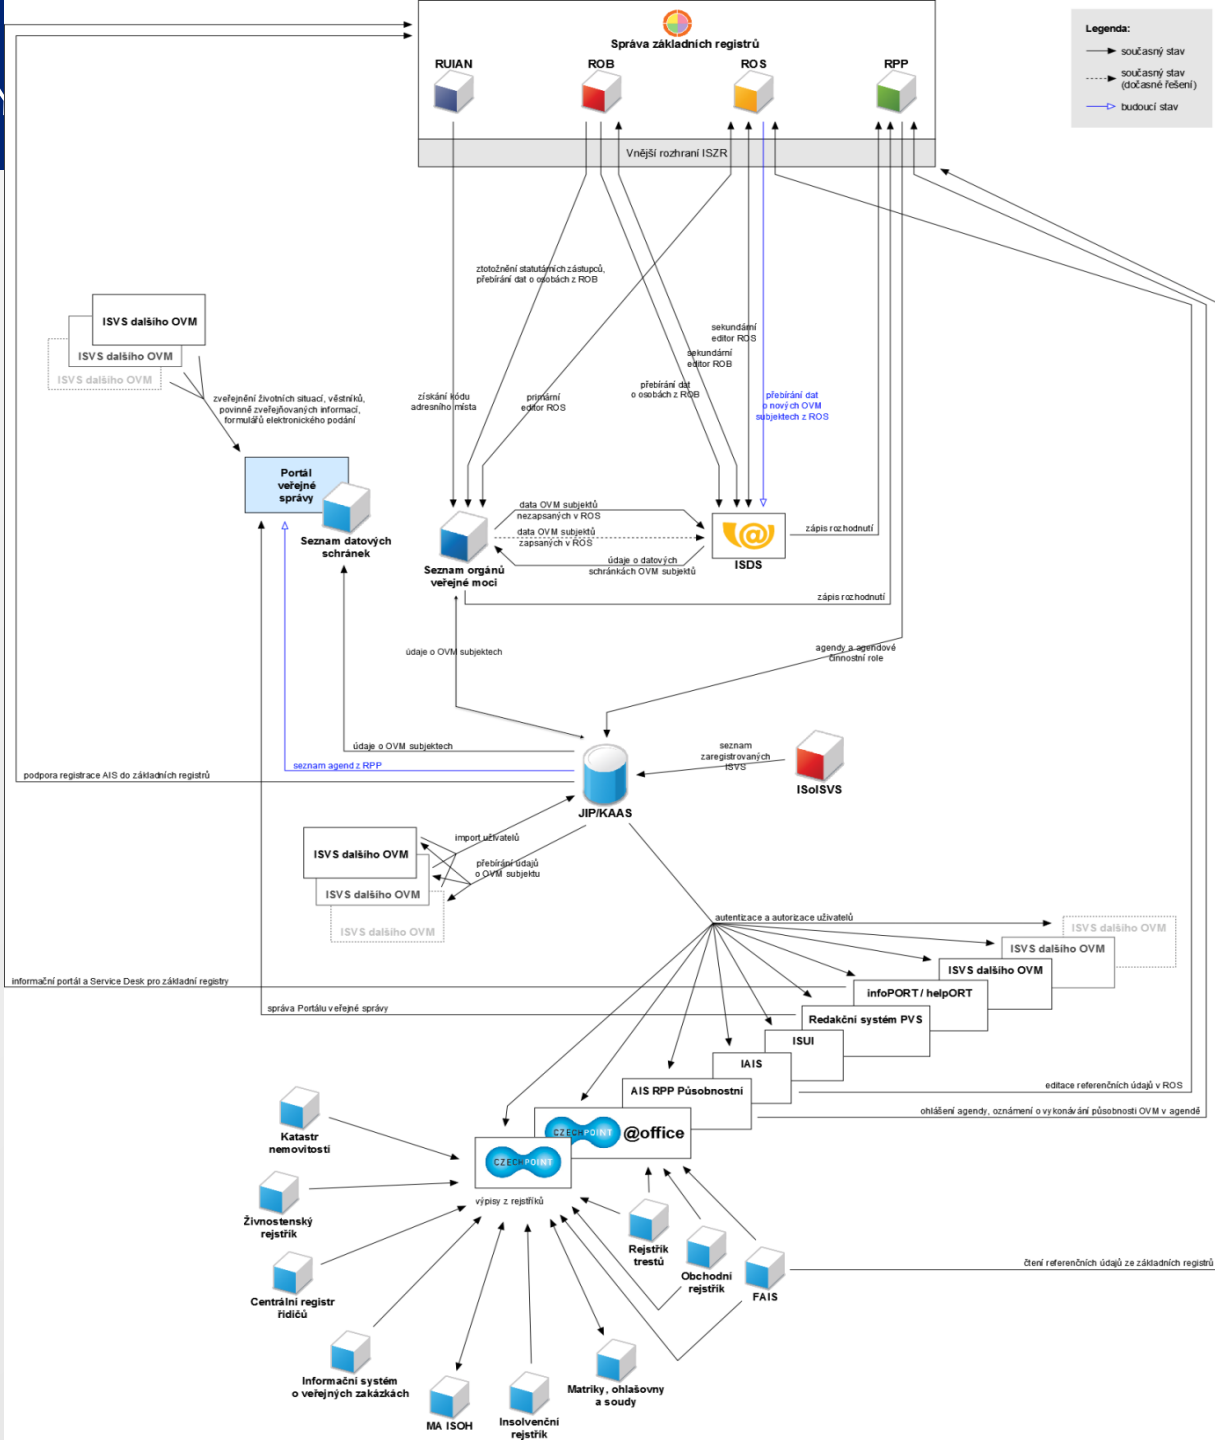 Správa základních registrů
RUIAN
ROB
ROS
RPP
Vnější rozhraní ISZR
Legenda:
současný stav
současný stav
(dočasné řešení)
budoucí stav
ztotožnění statutárních zástupců,
přebírání dat o osobách z ROB
ISVS dalšího OVM
ISVS dalšího OVM
ISVS dalšího OVM
zveřejnění životních situací, věstníků,
povinně zveřejňovaných informací,
formulářů elektronického podání
získání kódu
adresního místa
primární
editor ROS
sekundární
editor ROS
sekundární
editor ROB
přebírání dat
o osobách z ROB
přebírání dat
o nových OVM
subjektech z ROS
Portál
veřejné
správy
Seznam datových
schránek
data OVM subjektů
nezapsaných v ROS
data OVM subjektů
zapsaných v ROS
údaje o datových
schránkách OVM subjektů
Seznam orgánů
veřejné moci
ISDS
zápis rozhodnutí
zápis rozhodnutí
údaje o OVM subjektech
agendy a agendové
činnostní role
údaje o OVM subjektech
seznam agend z RPP
podpora registrace AIS do základních registrů
seznam
zaregistrovaných
ISVS
ISoISVS
JIP/KAAS
import uživatelů
přebírání údajů
o OVM subjektu
ISVS dalšího OVM
ISVS dalšího OVM
ISVS dalšího OVM
autentizace a autorizace uživatelů
ISVS dalšího OVM
ISVS dalšího OVM
ISVS dalšího OVM
infoPORT / helpORT
Redakční systém PVS
ISUI
IAIS
AIS RPP Působnostní
informační portál a Service Desk pro základní registry
správa Portálu veřejné správy
editace referenčních údajů v ROS
ohlášení agendy, oznámení o vykonávání působnosti OVM v agendě
CZECHPOINT @office
CZECHPOINT
výpisy z rejstříků
Katastr
nemovitostí
Živnostenský
rejstřík
Centrální registr
řidičů
Informační systém
o veřejných zakázkách
MA ISOH
Insolvenční
rejstřík
Matriky, ohlašovny
a soudy
Rejstřík
trestů
Obchodní
rejstřík
FAIS
čtení referenčních údajů ze základních registrů